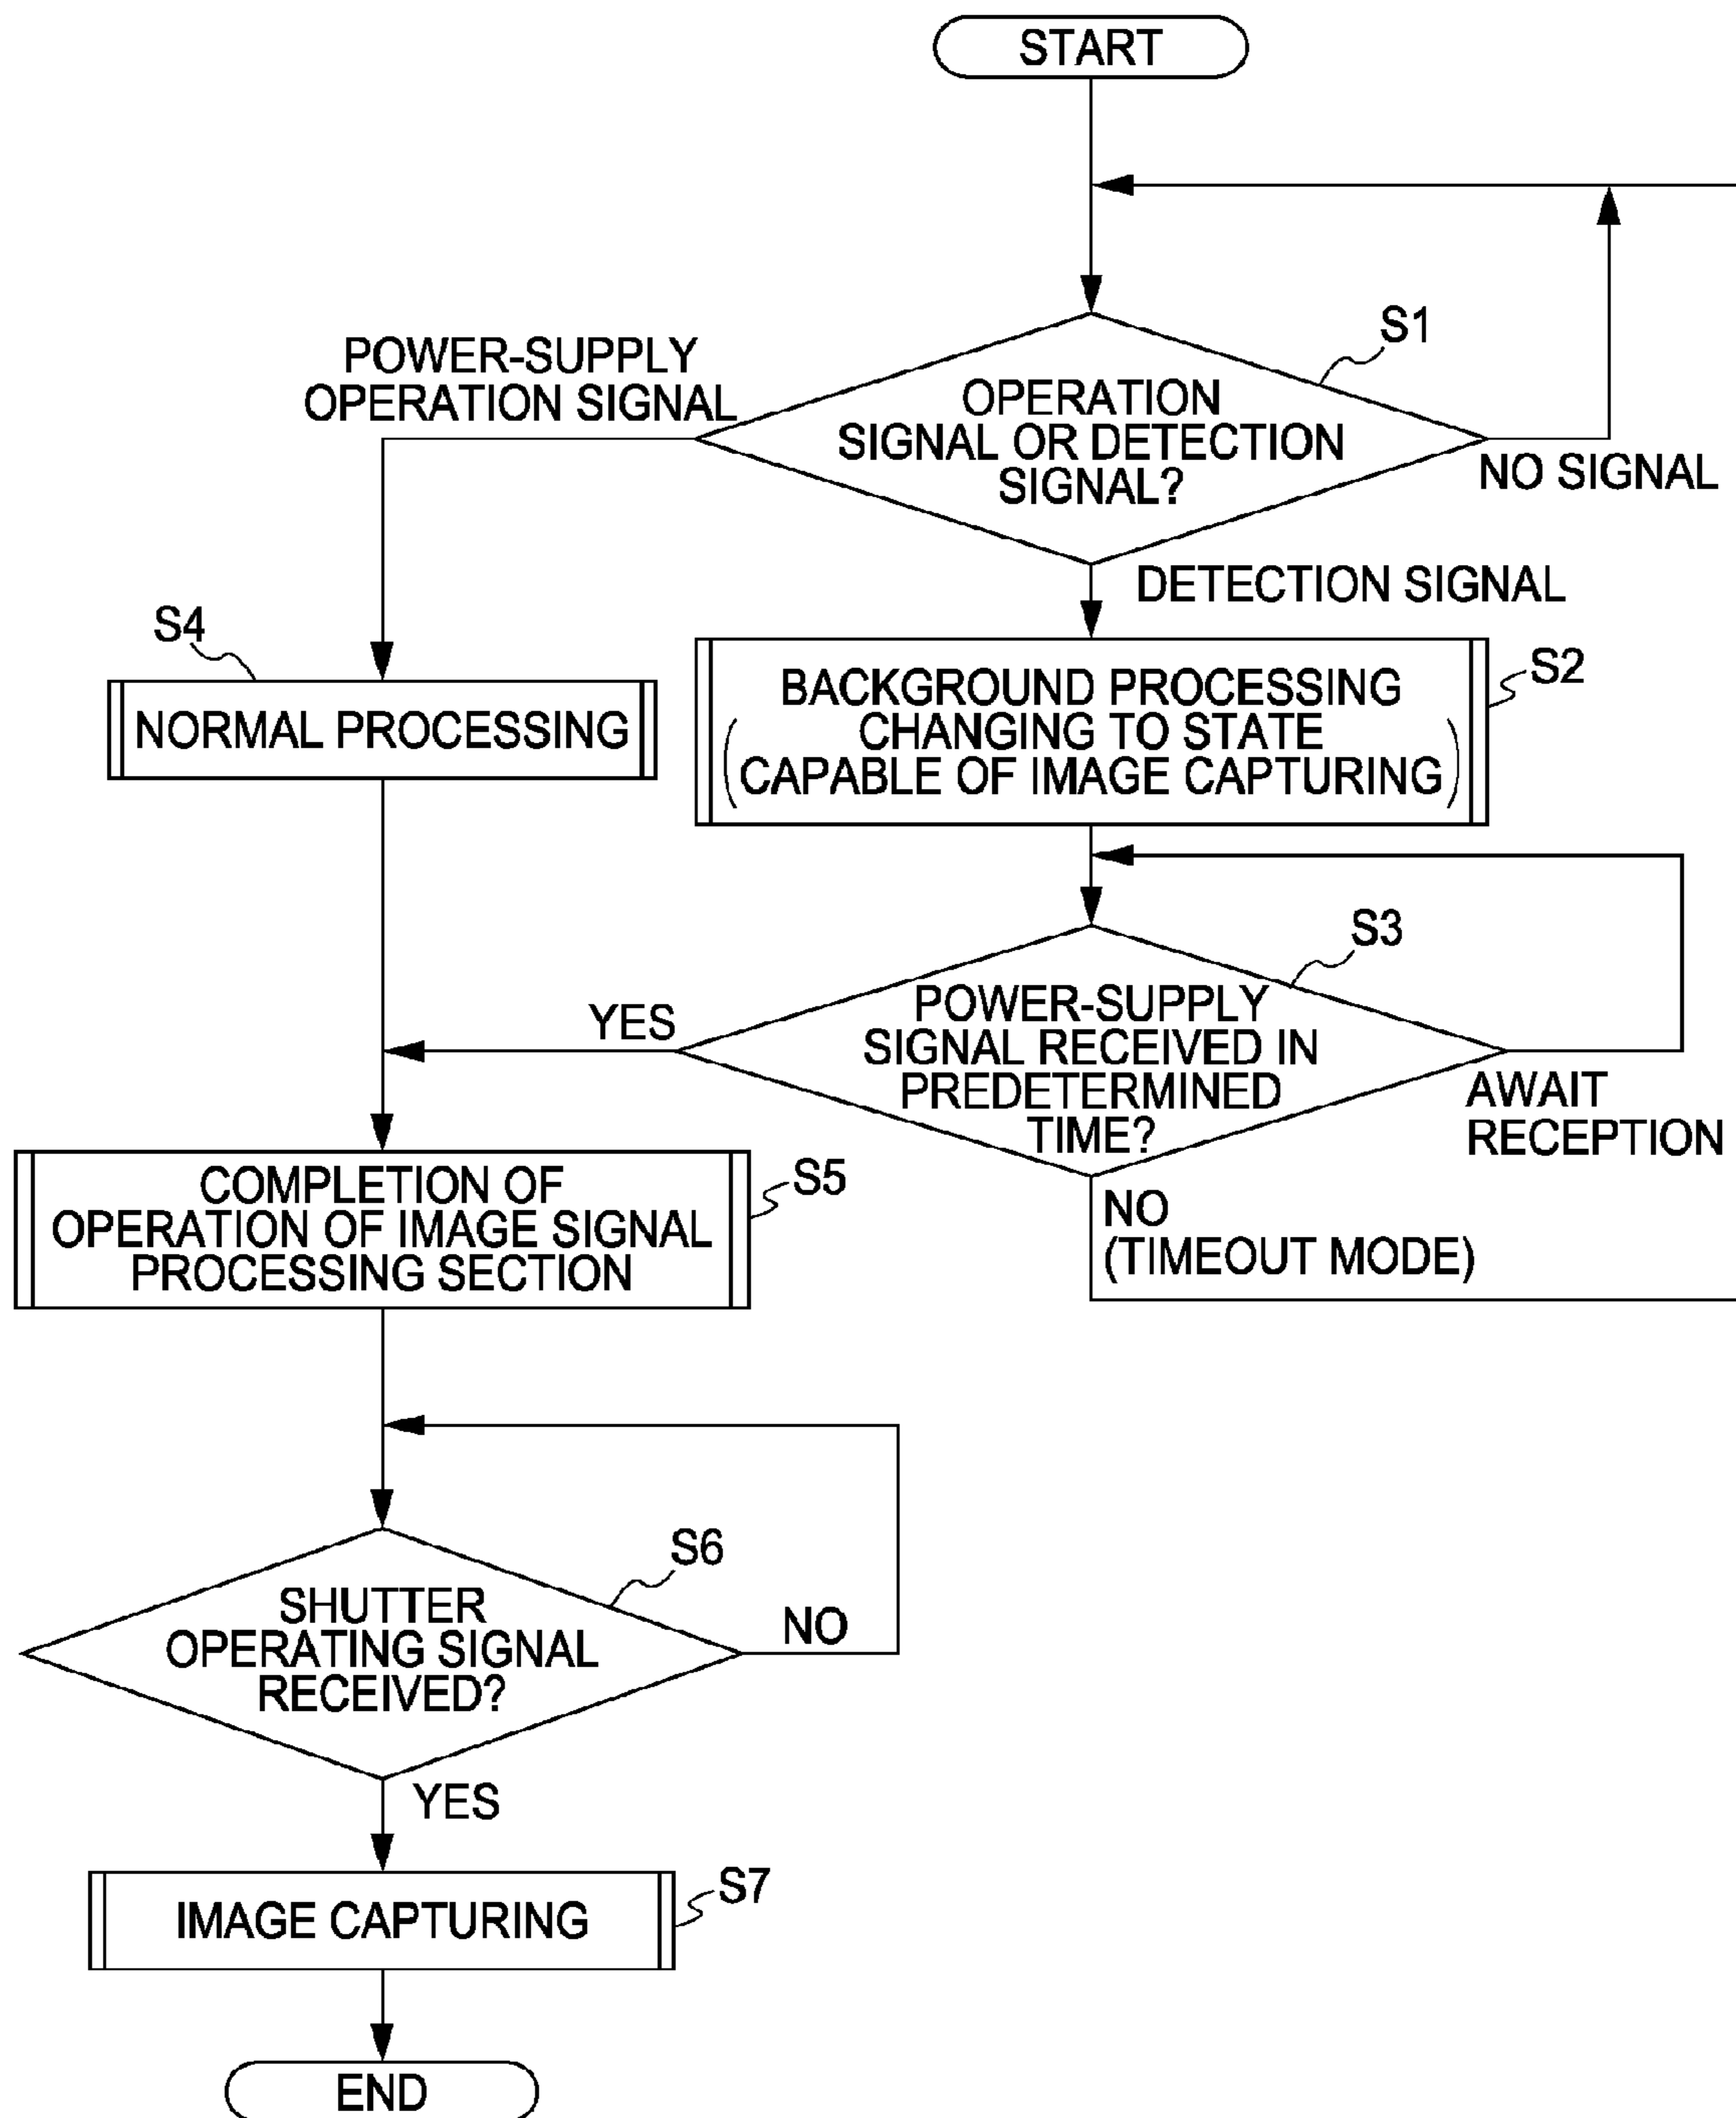 START
S1
POWER-SUPPLY
OPERATION SIGNAL
OPERATION
SIGNAL OR DETECTION
SIGNAL?
NO SIGNAL
DETECTION SIGNAL
S4
NORMAL PROCESSING
S2
BACKGROUND PROCESSING
CHANGING TO STATE
(CAPABLE OF IMAGE CAPTURING)
S3
YES
POWER-SUPPLY
SIGNAL RECEIVED IN
PREDETERMINED
TIME?
AWAIT
RECEPTION
NO
(TIMEOUT MODE)
S5
COMPLETION OF
OPERATION OF IMAGE SIGNAL
PROCESSING SECTION
S6
SHUTTER
OPERATING SIGNAL
RECEIVED?
NO
YES
S7
IMAGE CAPTURING
END